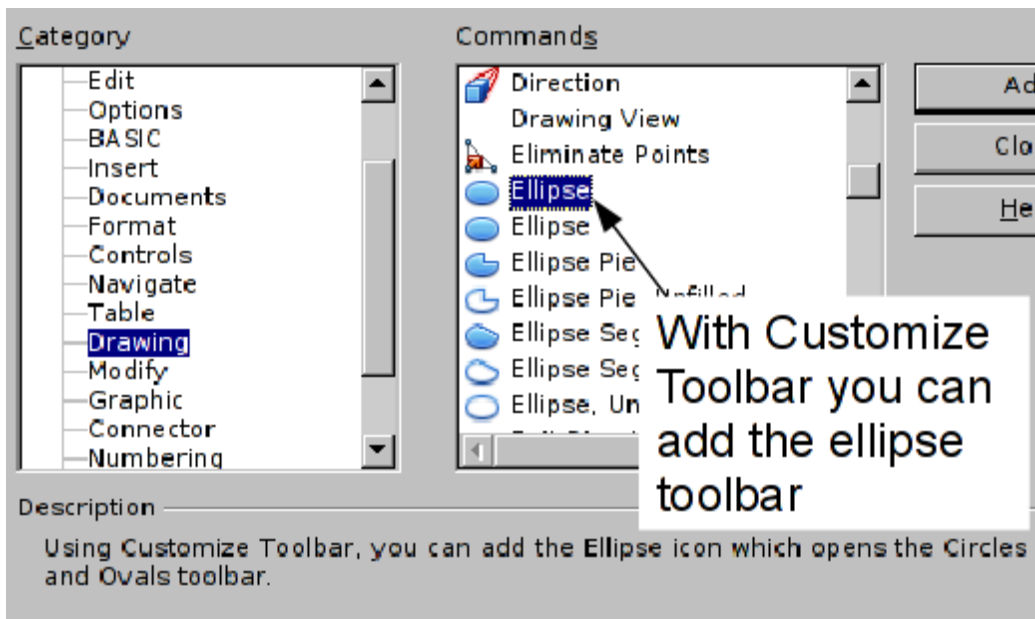 Category
Edit
Options
BASIC
Insert
Documents
Format
Controls
Navigate
Table
Drawing
Modify
Graphic
Connector
Numbering
Commands
Direction
Drawing View
Eliminate Points
Ellipse
Ellipse
Ellipse Pie
Ellipse Pie, Unfilled
Ellipse Seg
Ellipse Seg
Ellipse, Un
Ad
Clo
He
With Customize
Toolbar you can
add the ellipse
toolbar
Description
Using Customize Toolbar, you can add the Ellipse icon which opens the Circles
and Ovals toolbar.